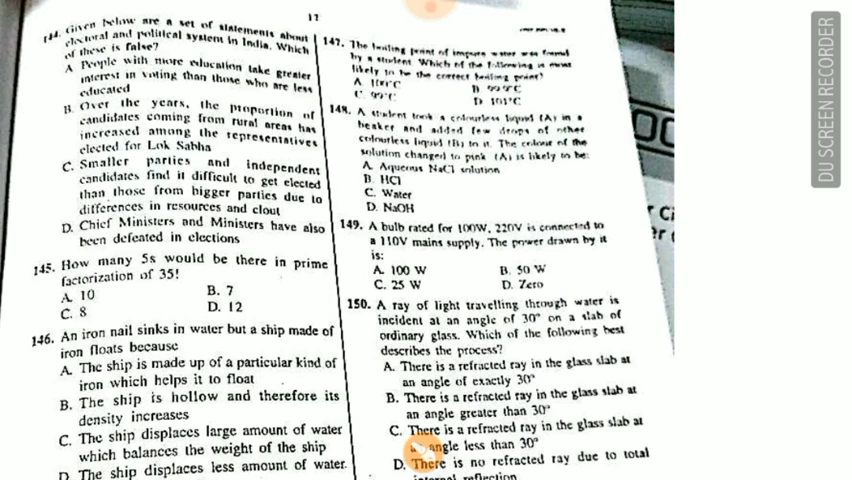 17
144. Given below are a set of statements about
electoral and political system in India. Which
of these is false?
A. People with more education take greater
interest in voting than those who are less
educated
B. Over the years, the proportion of
candidates coming from rural areas has
increased among the representatives
elected for Lok Sabha
C. Smaller parties and independent
candidates find it difficult to get elected
than those from bigger parties due to
differences in resources and clout
D. Chief Ministers and Ministers have also
been defeated in elections
145. How many 5s would be there in prime
factorization of 35!
A. 10
B. 7
C. 8
D. 12
146. An iron nail sinks in water but a ship made of
iron floats because
A. The ship is made up of a particular kind of
iron which helps it to float
B. The ship is hollow and therefore its
density increases
C. The ship displaces large amount of water
which balances the weight of the ship
D. The ship displaces less amount of water.
147. The boiling point of impure water was found
by a student. Which of the following is most
likely to be the correct boiling point?
A. 100°C
B. 99.9°C
C. 99°C
D. 101°C
148. A student took a colourless liquid (A) in a
beaker and added few drops of other
colourless liquid (B) to it. The colour of the
solution changed to pink. (A) is likely to be:
A. Aqueous NaCl solution
B. HCl
C. Water
D. NaOH
149. A bulb rated for 100W, 220V is connected to
a 110V mains supply. The power drawn by it
is:
A. 100 W
B. 50 W
C. 25 W
D. Zero
150. A ray of light travelling through water is
incident at an angle of 30° on a slab of
ordinary glass. Which of the following best
describes the process?
A. There is a refracted ray in the glass slab at
an angle of exactly 30°
B. There is a refracted ray in the glass slab at
an angle greater than 30°
C. There is a refracted ray in the glass slab at
angle less than 30°
D. There is no refracted ray due to total
internal reflection
DU SCREEN RECORDER